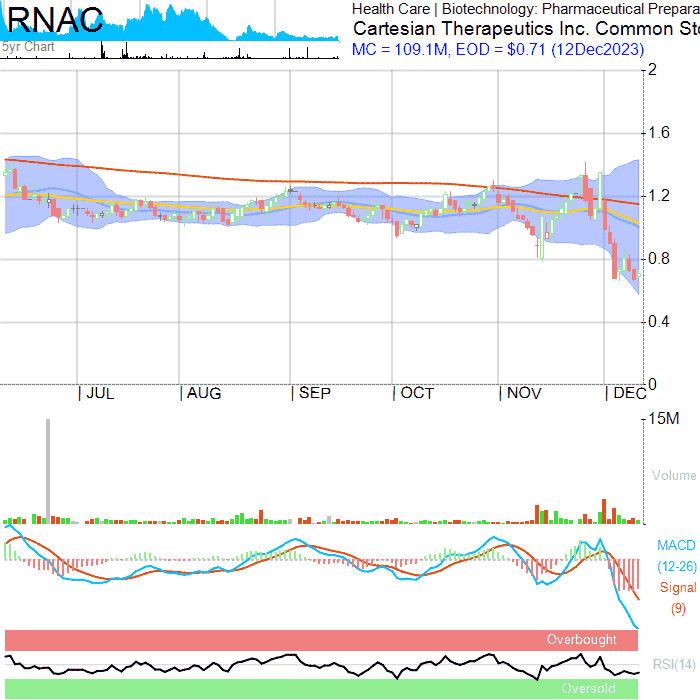 RNAC
5yr Chart
Health Care | Biotechnology: Pharmaceutical Prepara
Cartesian Therapeutics Inc. Common Sto
MC = 109.1M, EOD = $0.71 (12Dec2023)
2
1.6
1.2
0.8
0.4
0
| JUL | AUG | SEP | OCT | NOV | DEC
15M
Volume
MACD
(12-26)
Signal
(9)
Overbought
RSI(14)
Oversold